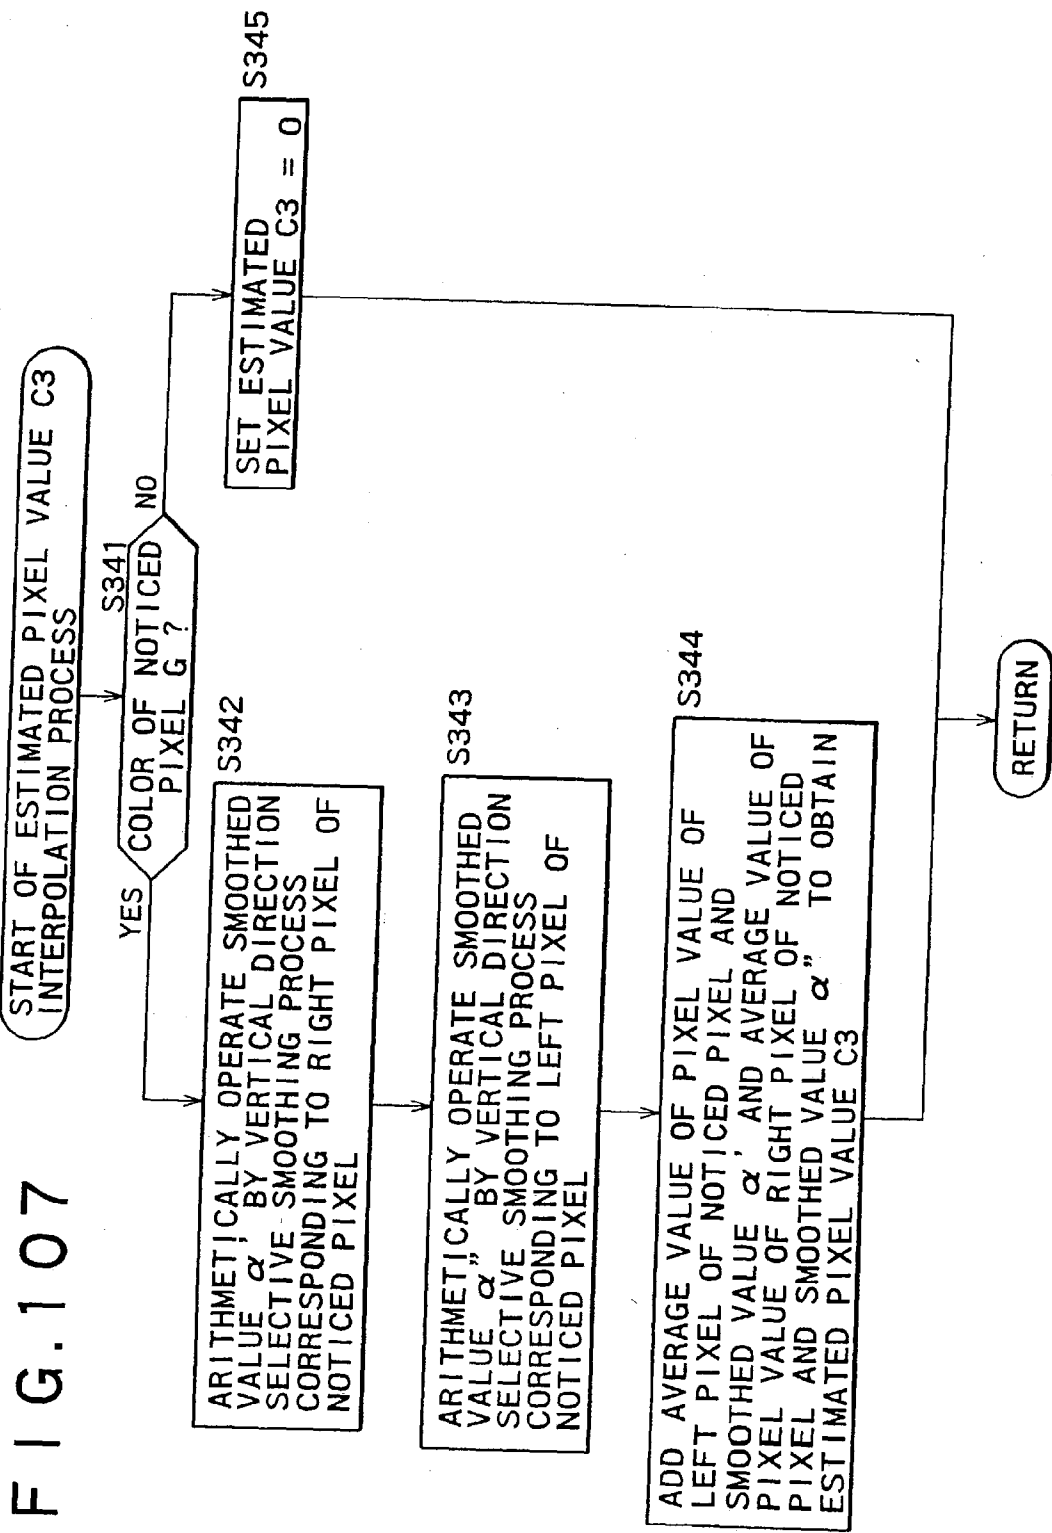 FIG.107
START OF ESTIMATED PIXEL VALUE C3
INTERPOLATION PROCESS
S341
COLOR OF NOTICED
PIXEL G ?
YES
NO
S342
ARITHMETICALLY OPERATE SMOOTHED
VALUE α' BY VERTICAL DIRECTION
SELECTIVE SMOOTHING PROCESS
CORRESPONDING TO RIGHT PIXEL OF
NOTICED PIXEL
S345
SET ESTIMATED
PIXEL VALUE C3 = 0
S343
ARITHMETICALLY OPERATE SMOOTHED
VALUE α" BY VERTICAL DIRECTION
SELECTIVE SMOOTHING PROCESS
CORRESPONDING TO LEFT PIXEL OF
NOTICED PIXEL
S344
ADD AVERAGE VALUE OF PIXEL VALUE OF
LEFT PIXEL OF NOTICED PIXEL AND
SMOOTHED VALUE α' AND AVERAGE VALUE OF
PIXEL VALUE OF RIGHT PIXEL OF NOTICED
PIXEL AND SMOOTHED VALUE α" TO OBTAIN
ESTIMATED PIXEL VALUE C3
RETURN